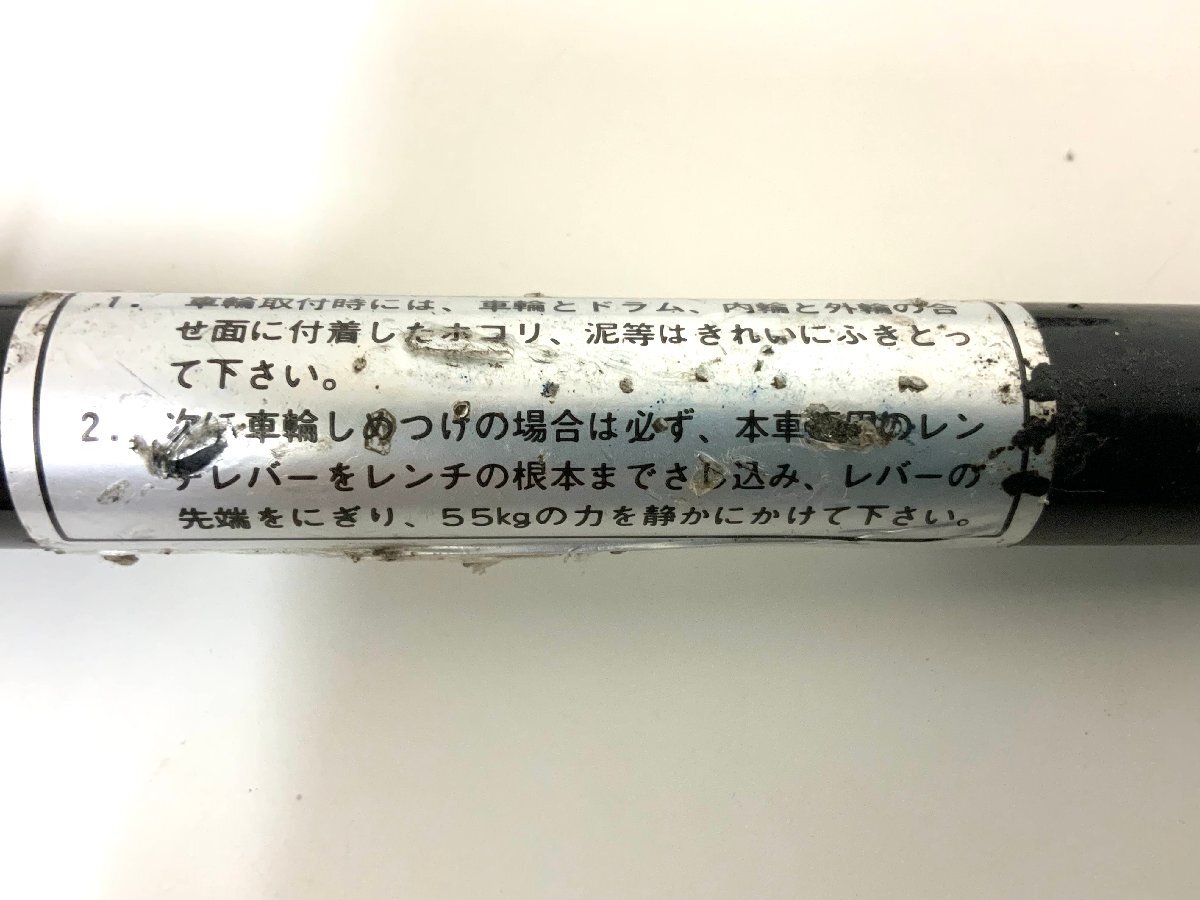 1. 車輪取付時には、車輪とドラム、内輪と外輪の合
せ面に付着したホコリ、泥等はきれいにふきとっ
て下さい。
2. 次に車輪しめつけの場合は必ず、本車専用のレン
チレバーをレンチの根本までさし込み、レバーの
先端をにぎり、55kgの力を静かにかけて下さい。